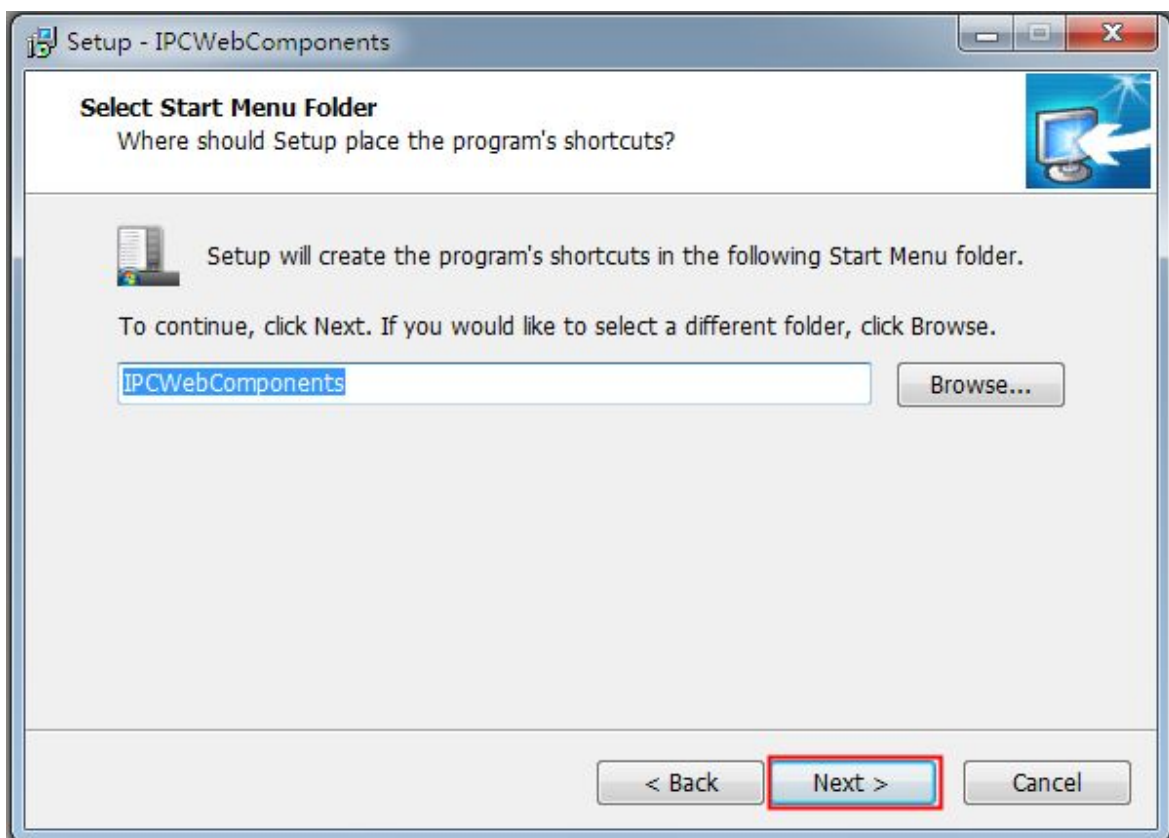 Setup - IPCWebComponents
Select Start Menu Folder
Where should Setup place the program's shortcuts?
Setup will create the program's shortcuts in the following Start Menu folder.
To continue, click Next. If you would like to select a different folder, click Browse.
IPCWebComponents
Browse...
< Back
Next >
Cancel